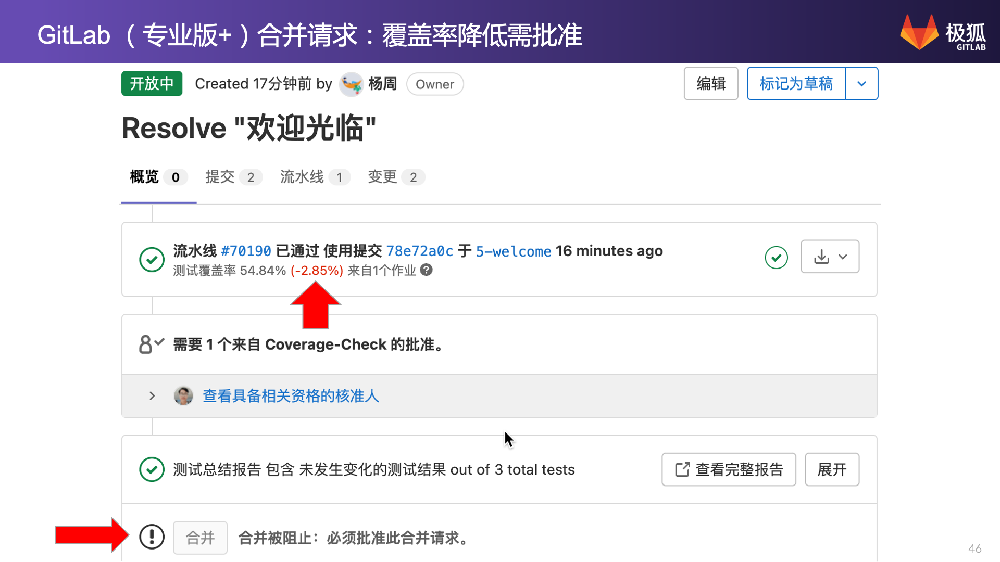 GitLab （专业版+）合并请求：覆盖率降低需批准
极狐
GITLAB
开放中 Created 17分钟前 by 杨周 Owner 编辑 标记为草稿
Resolve "欢迎光临"
概览 0 提交 2 流水线 1 变更 2
流水线 #70190 已通过 使用提交 78e72a0c 于 5-welcome 16 minutes ago
测试覆盖率 54.84% (-2.85%) 来自1个作业
需要 1 个来自 Coverage-Check 的批准。
查看具备相关资格的核准人
测试总结报告 包含 未发生变化的测试结果 out of 3 total tests 查看完整报告 展开
合并 合并被阻止：必须批准此合并请求。
46